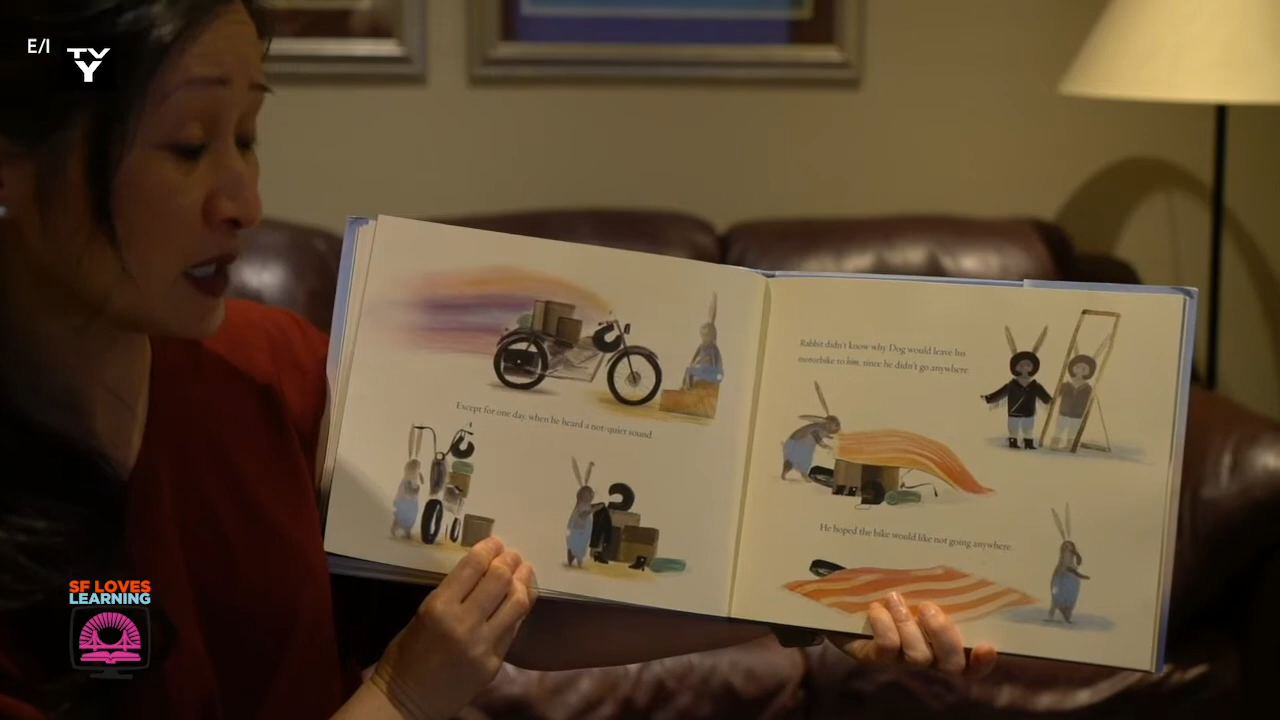 E/I
TV
Y
Except for one day, when he heard a not-quiet sound
Rabbit didn't know why Dog would leave his
motorbike to him, since he didn't go anywhere.
He hoped the bike would like not going anywhere.
SF LOVES
LEARNING